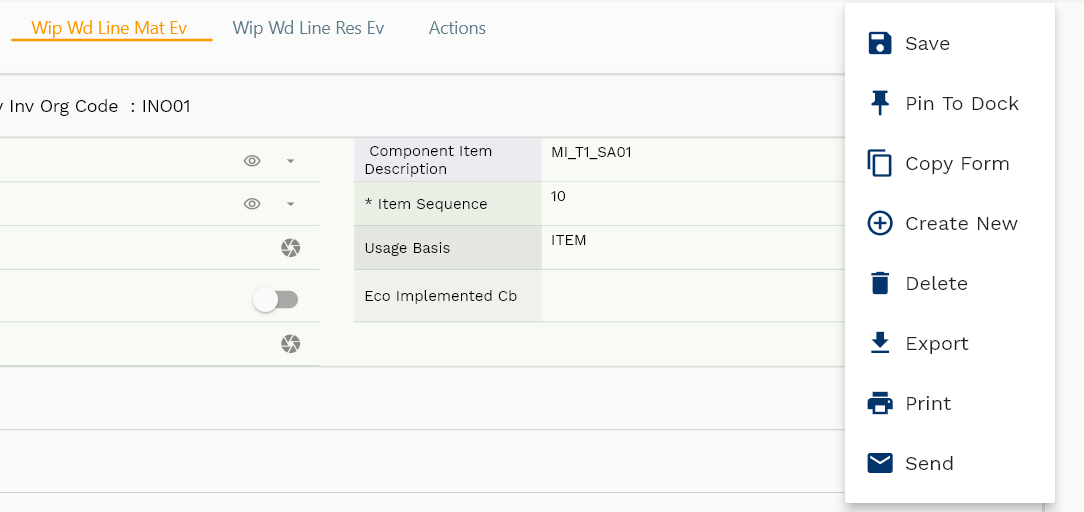 Wip Wd Line Mat Ev Wip Wd Line Res Ev Actions
Inv Org Code : INO01
Component Item Description MI_T1_SA01
* Item Sequence 10
Usage Basis ITEM
Eco Implemented Cb
Save
Pin To Dock
Copy Form
Create New
Delete
Export
Print
Send